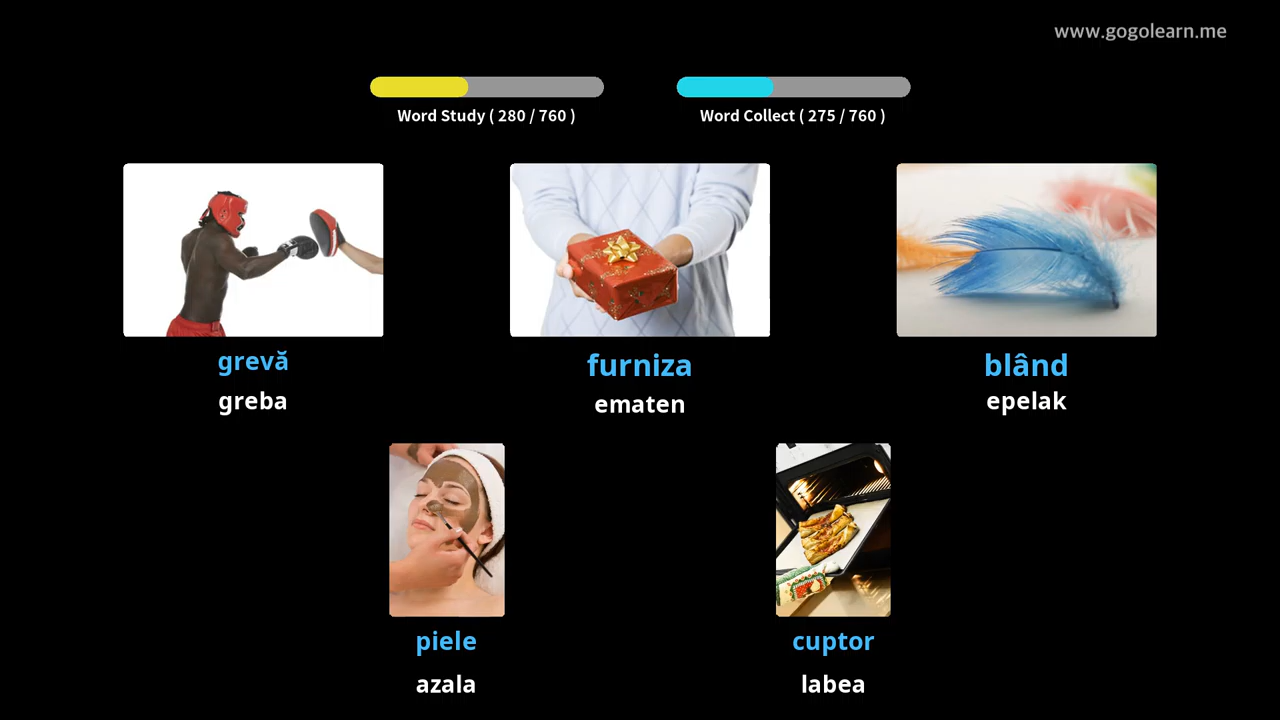 www.gogolearn.me
Word Study ( 280 / 760 )
Word Collect ( 275 / 760 )
grevă
furniza
blând
greba
ematen
epelak
piele
cuptor
azala
labea